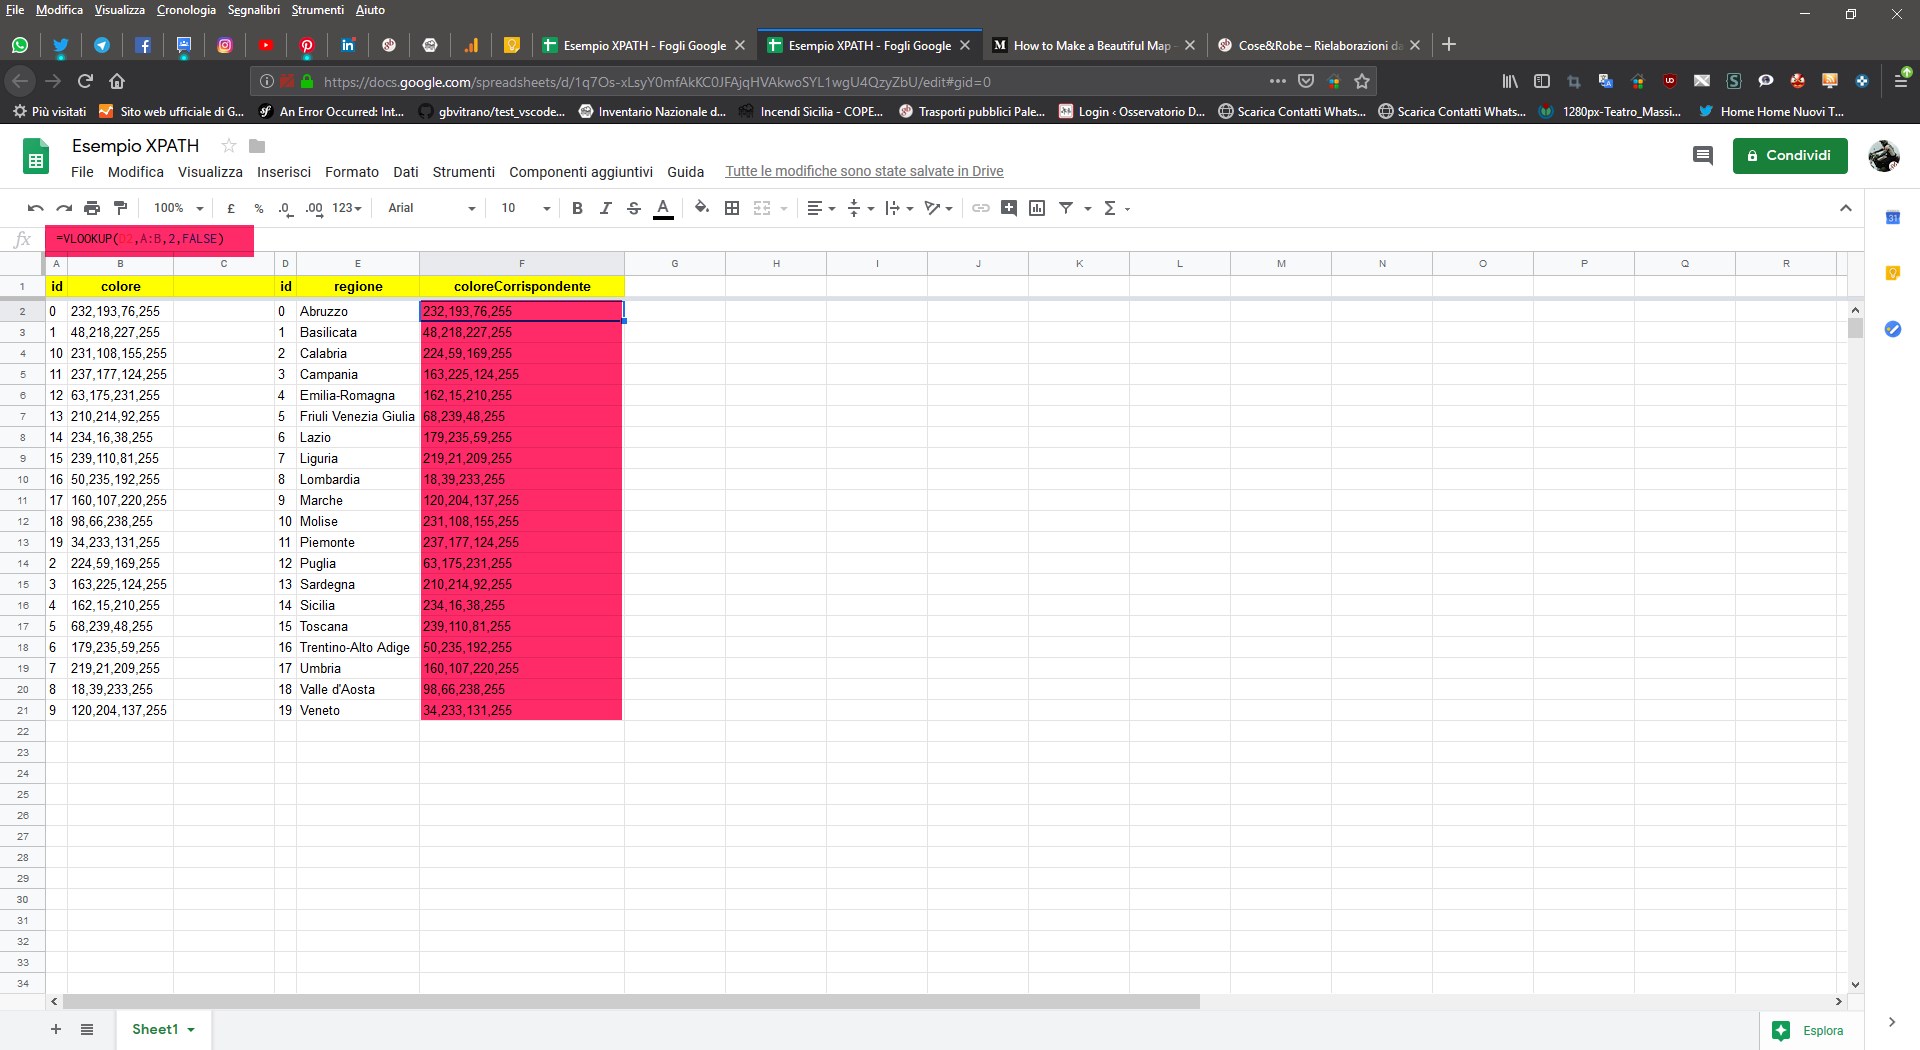 File Modifica Visualizza Cronologia Segnalibri Strumenti Aiuto
Esempio XPATH - Fogli Google Esempio XPATH - Fogli Google How to Make a Beautiful Map Cose&Robe – Rielaborazioni da
https://docs.google.com/spreadsheets/d/1q7Os-xLsyY0mfAkKC0JFAjqHVAkwoSYL1wgU4QzyZbU/edit#gid=0
Più visitati Sito web ufficiale di G... An Error Occurred: Int... gbvitrano/test_vscode... Inventario Nazionale d... Incendi Sicilia - COPE... Trasporti pubblici Pale... Login ‹ Osservatorio D... Scarica Contatti Whats... Scarica Contatti Whats... 1280px-Teatro_Massi... Home Home Nuovi T...
Esempio XPATH
File Modifica Visualizza Inserisci Formato Dati Strumenti Componenti aggiuntivi Guida Tutte le modifiche sono state salvate in Drive
Condividi
100% £ % .0 .00 123 Arial 10 B I S A Σ
fx =VLOOKUP(D2,A:B,2,FALSE)
A B C D E F G H I J K L M N O P Q R
1 id colore id regione coloreCorrispondente
2 0 232,193,76,255 0 Abruzzo 232,193,76,255
3 1 48,218,227,255 1 Basilicata 48,218,227,255
4 10 231,108,155,255 2 Calabria 224,59,169,255
5 11 237,177,124,255 3 Campania 163,225,124,255
6 12 63,175,231,255 4 Emilia-Romagna 162,15,210,255
7 13 210,214,92,255 5 Friuli Venezia Giulia 68,239,48,255
8 14 234,16,38,255 6 Lazio 179,235,59,255
9 15 239,110,81,255 7 Liguria 219,21,209,255
10 16 50,235,192,255 8 Lombardia 18,39,233,255
11 17 160,107,220,255 9 Marche 120,204,137,255
12 18 98,66,238,255 10 Molise 231,108,155,255
13 19 34,233,131,255 11 Piemonte 237,177,124,255
14 2 224,59,169,255 12 Puglia 63,175,231,255
15 3 163,225,124,255 13 Sardegna 210,214,92,255
16 4 162,15,210,255 14 Sicilia 234,16,38,255
17 5 68,239,48,255 15 Toscana 239,110,81,255
18 6 179,235,59,255 16 Trentino-Alto Adige 50,235,192,255
19 7 219,21,209,255 17 Umbria 160,107,220,255
20 8 18,39,233,255 18 Valle d'Aosta 98,66,238,255
21 9 120,204,137,255 19 Veneto 34,233,131,255
22
23
24
25
26
27
28
29
30
31
32
33
34
Sheet1
Esplora